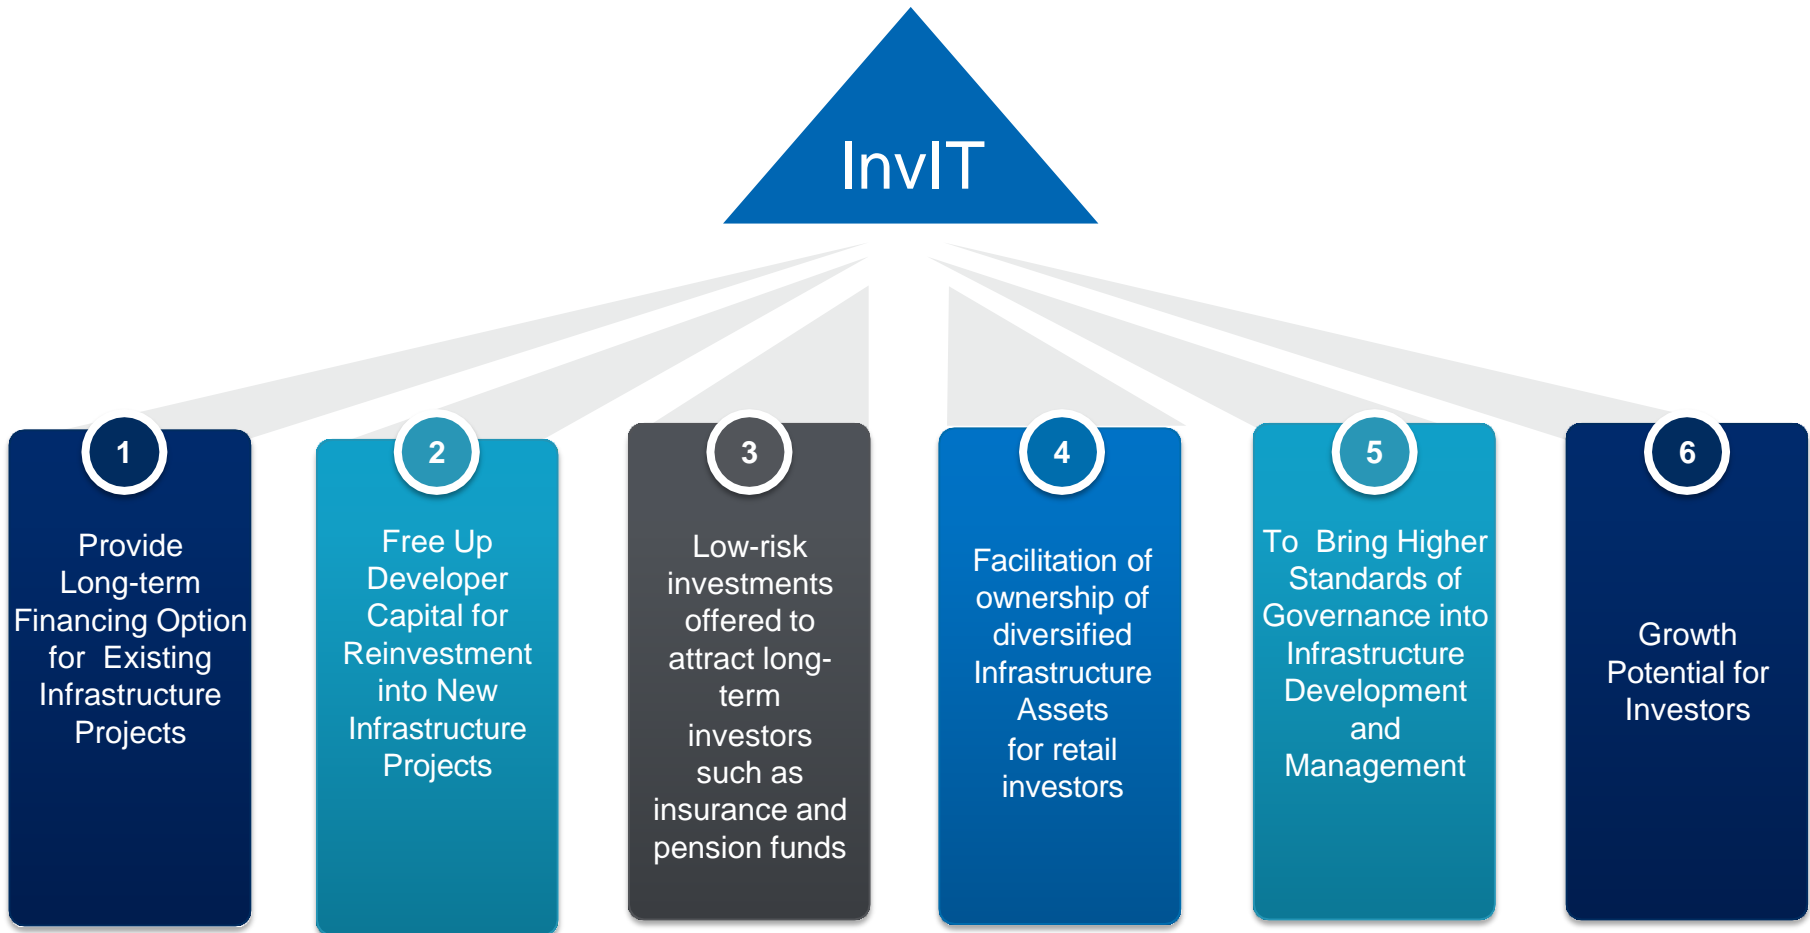 InvIT
1
Provide
Long-term
Financing Option
for Existing
Infrastructure
Projects
2
Free Up
Developer
Capital for
Reinvestment
into New
Infrastructure
Projects
3
Low-risk
investments
offered to
attract long-
term
investors
such as
insurance and
pension funds
4
Facilitation of
ownership of
diversified
Infrastructure
Assets
for retail
investors
5
To Bring Higher
Standards of
Governance into
Infrastructure
Development
and
Management
6
Growth
Potential for
Investors